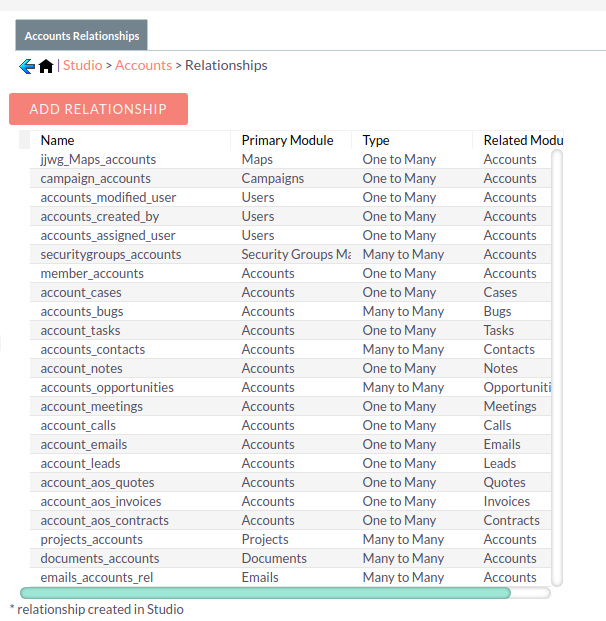 Accounts Relationships
| Studio > Accounts > Relationships
ADD RELATIONSHIP
Name Primary Module Type Related Modu
jjwg_Maps_accounts Maps One to Many Accounts
campaign_accounts Campaigns One to Many Accounts
accounts_modified_user Users One to Many Accounts
accounts_created_by Users One to Many Accounts
accounts_assigned_user Users One to Many Accounts
securitygroups_accounts Security Groups Ma Many to Many Accounts
member_accounts Accounts One to Many Accounts
account_cases Accounts One to Many Cases
accounts_bugs Accounts Many to Many Bugs
account_tasks Accounts One to Many Tasks
accounts_contacts Accounts Many to Many Contacts
account_notes Accounts One to Many Notes
accounts_opportunities Accounts Many to Many Opportuniti
account_meetings Accounts One to Many Meetings
account_calls Accounts One to Many Calls
account_emails Accounts One to Many Emails
account_leads Accounts One to Many Leads
account_aos_quotes Accounts One to Many Quotes
account_aos_invoices Accounts One to Many Invoices
account_aos_contracts Accounts One to Many Contracts
projects_accounts Projects Many to Many Accounts
documents_accounts Documents Many to Many Accounts
emails_accounts_rel Emails Many to Many Accounts
* relationship created in Studio